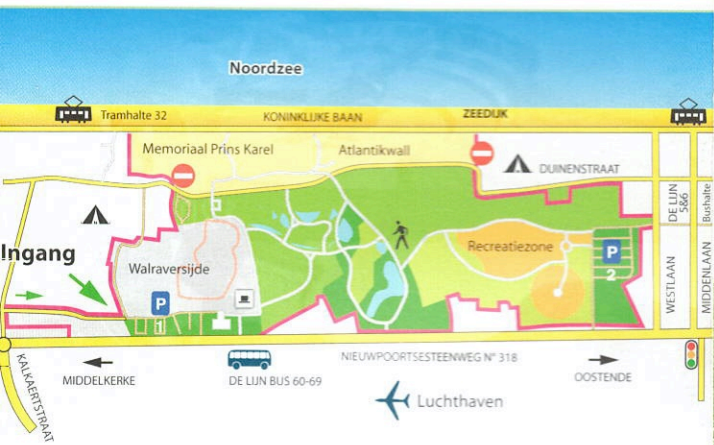 Noordzee
Tramhalte 32
KONINKLIJKE BAAN
ZEEDIJK
Memoriaal Prins Karel
Atlantikwall
DUINENSTRAAT
DE LIJN
5&6
Bushalte
Ingang
Walraversijde
Recreatiezone
P
2
WESTLAAN
MIDDENLAAN
P
1
KALKAERTSTRAAT
MIDDELKERKE
DE LIJN BUS 60-69
NIEUWPOORTSESTEENWEG N° 318
OOSTENDE
Luchthaven